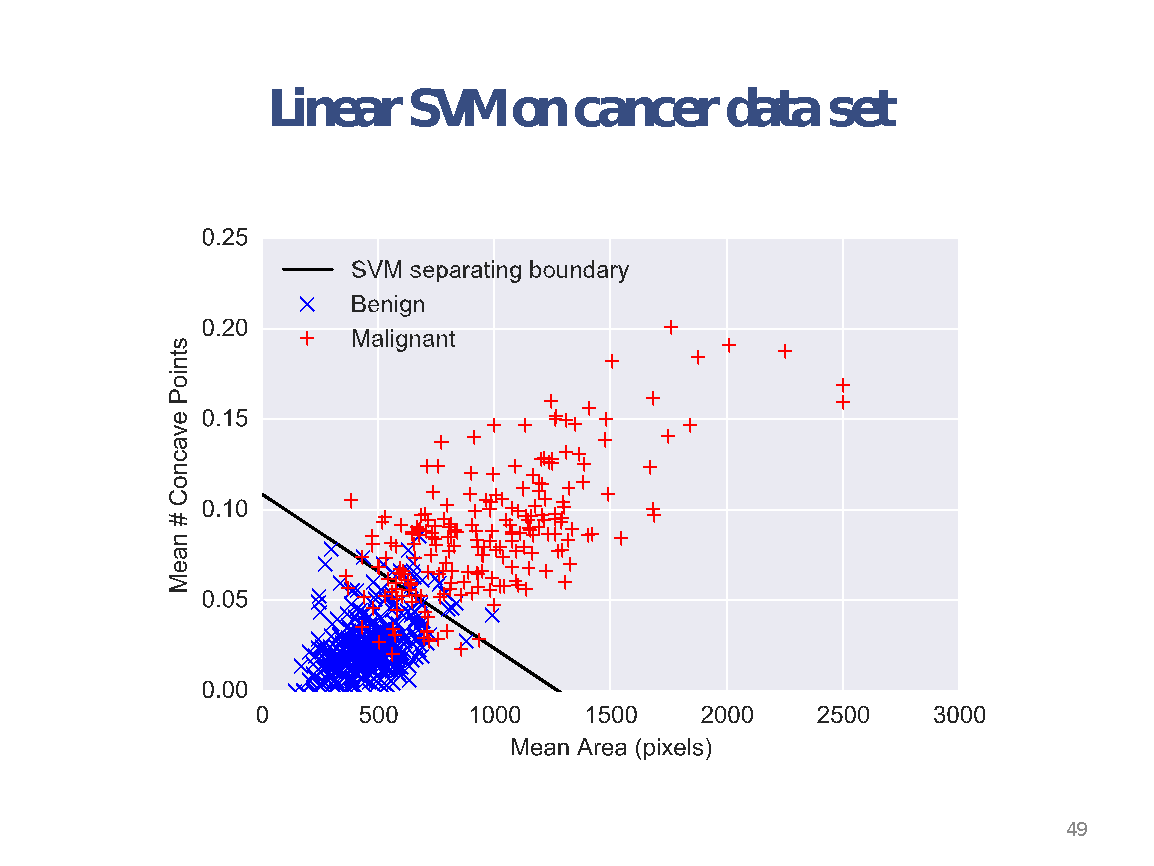 Linear SVM on cancer data set
0.25
0.20
0.15
0.10
0.05
0.00
Mean # Concave Points
SVM separating boundary
Benign
Malignant
0 500 1000 1500 2000 2500 3000
Mean Area (pixels)
49